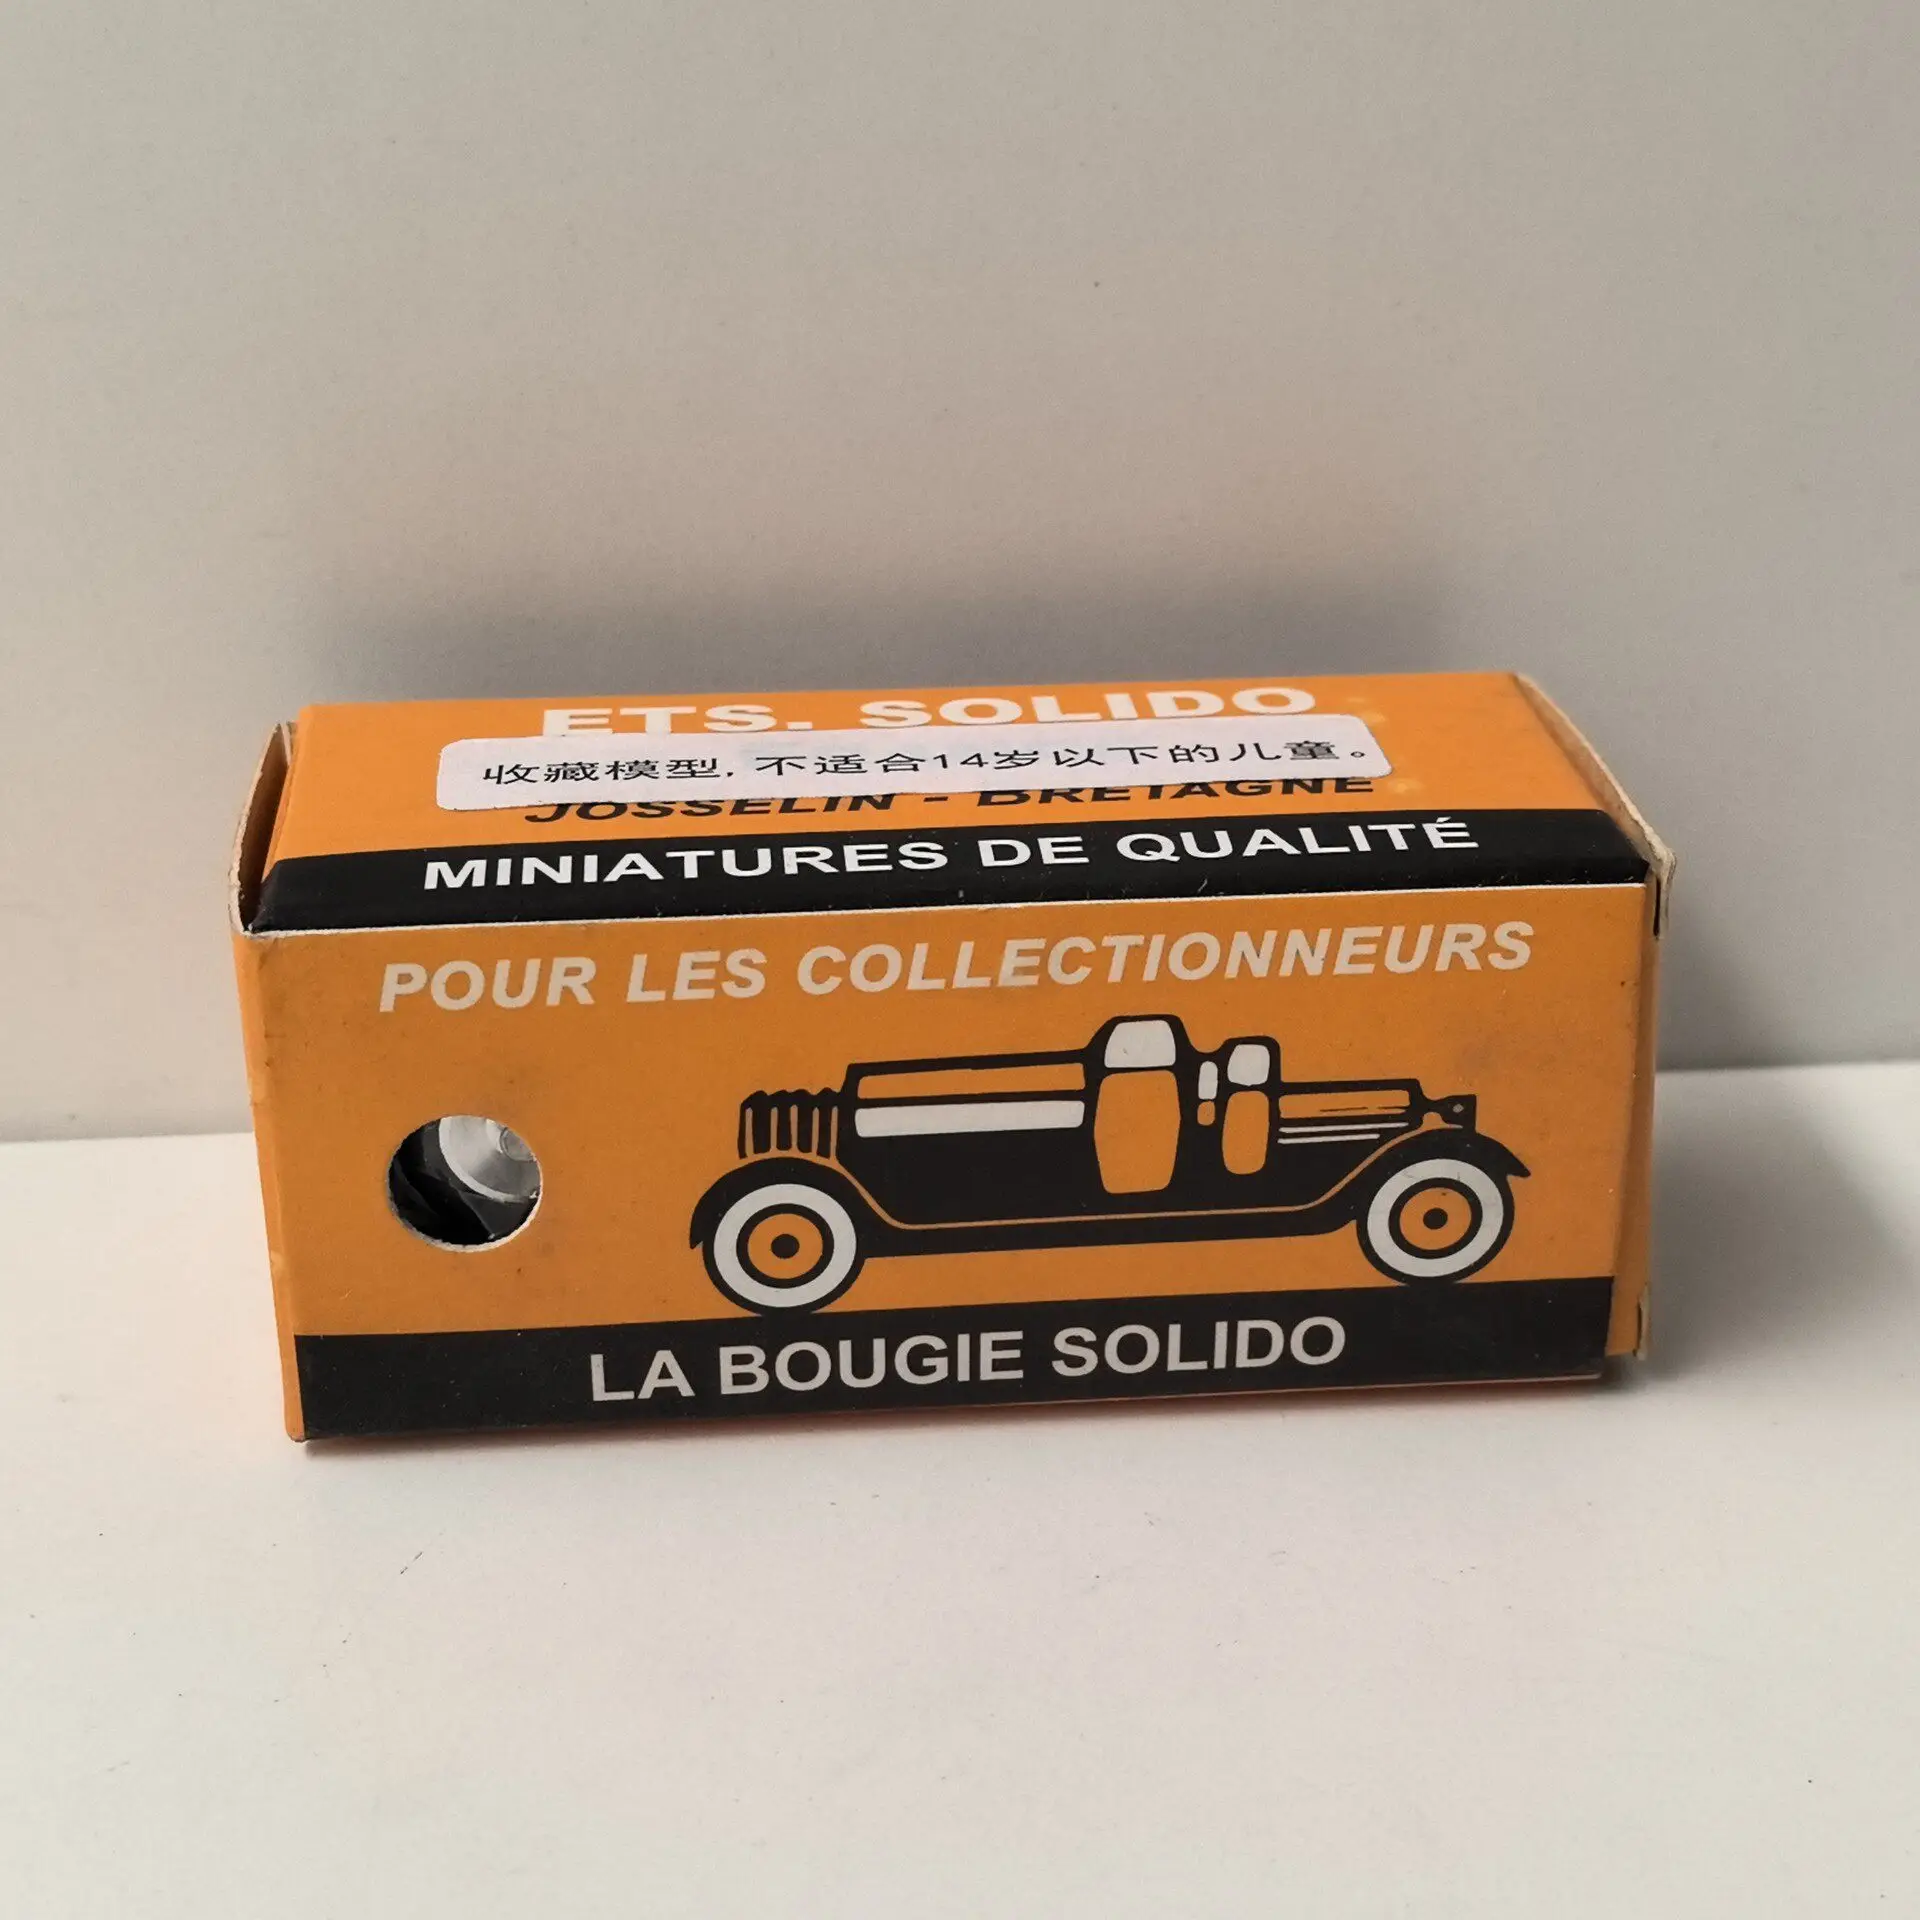 ETS. SOLIDO
收藏模型, 不适合14岁以下的儿童。
JOSSELIN - BRETAGNE
MINIATURES DE QUALITÉ
POUR LES COLLECTIONNEURS
LA BOUGIE SOLIDO